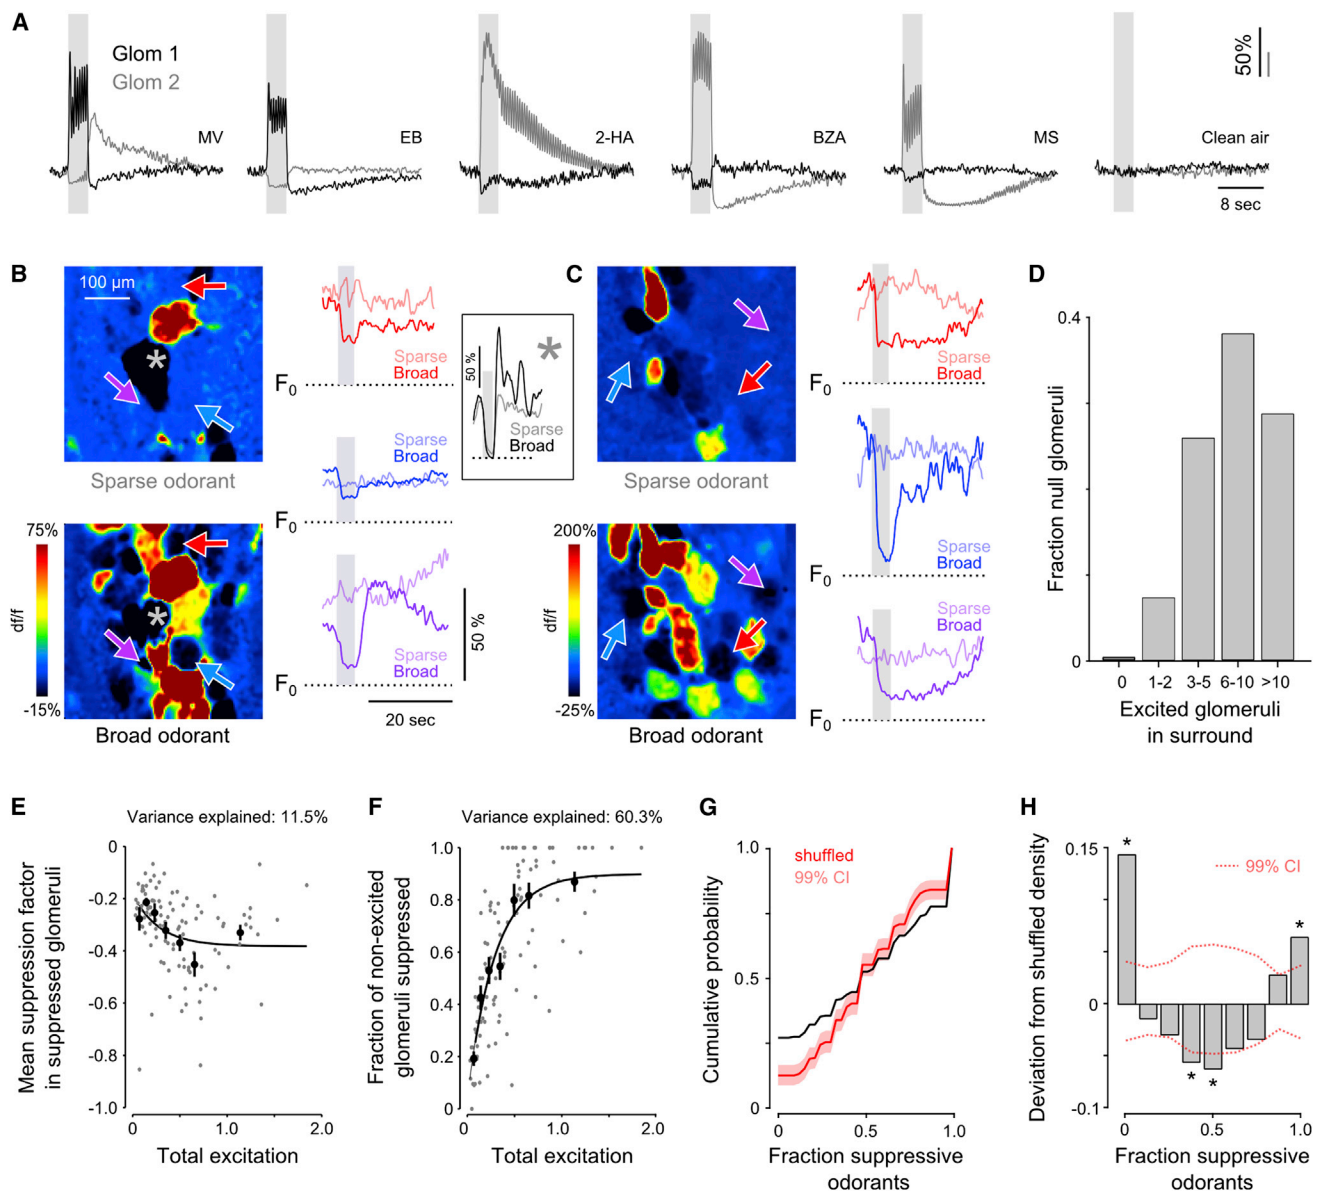 A
Glom 1
Glom 2
MV
EB
2-HA
BZA
MS
Clean air
50%
8 sec
B
100 µm
*
Sparse odorant
75%
df/f
-15%
*
Broad odorant
Sparse
Broad
F0
Sparse
Broad
F0
Sparse
Broad
F0
50 %
20 sec
50 %
*
Sparse
Broad
C
Sparse odorant
200%
df/f
-25%
Broad odorant
Sparse
Broad
F0
Sparse
Broad
F0
Sparse
Broad
F0
D
Fraction null glomeruli
0.4
0
0 1-2 3-5 6-10 >10
Excited glomeruli
in surround
E
Variance explained: 11.5%
Mean suppression factor
in suppressed glomeruli
0
-0.2
-0.4
-0.6
-0.8
-1.0
0 1.0 2.0
Total excitation
F
Variance explained: 60.3%
Fraction of non-excited
glomeruli suppressed
1.0
0.8
0.6
0.4
0.2
0
0 1.0 2.0
Total excitation
G
shuffled
99% CI
Cumulative probability
1.0
0.5
0
0 0.5 1.0
Fraction suppressive
odorants
H
Deviation from shuffled density
0.15
0
-0.1
99% CI
*
*
* *
0 0.5 1.0
Fraction suppressive
odorants